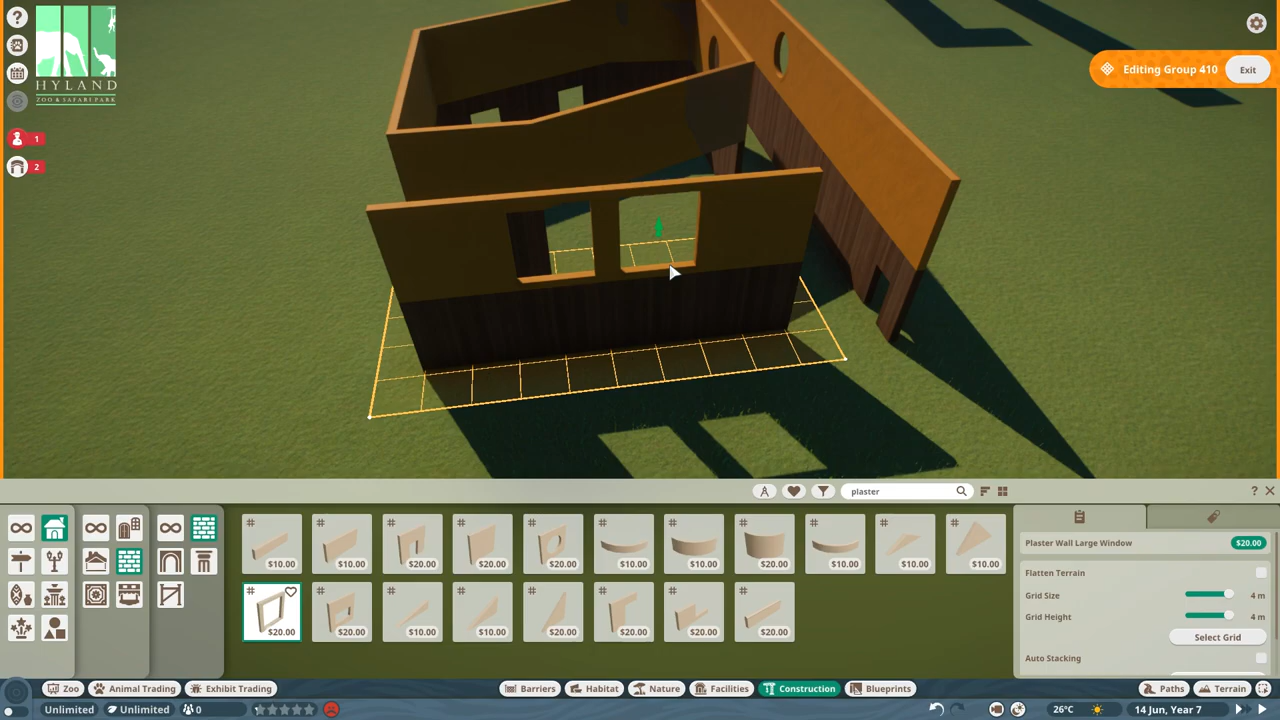 HYLAND
ZOO & SAFARI PARK
1
2
Editing Group 410
Exit
plaster
$10.00
$10.00
$20.00
$20.00
$20.00
$10.00
$10.00
$20.00
$10.00
$10.00
$10.00
$20.00
$20.00
$10.00
$10.00
$20.00
$20.00
$20.00
$20.00
Plaster Wall Large Window
$20.00
Flatten Terrain
Grid Size
4 m
Grid Height
4 m
Select Grid
Auto Stacking
Zoo
Animal Trading
Exhibit Trading
Barriers
Habitat
Nature
Facilities
Construction
Blueprints
Paths
Terrain
Unlimited
Unlimited
0
26°C
14 Jun, Year 7